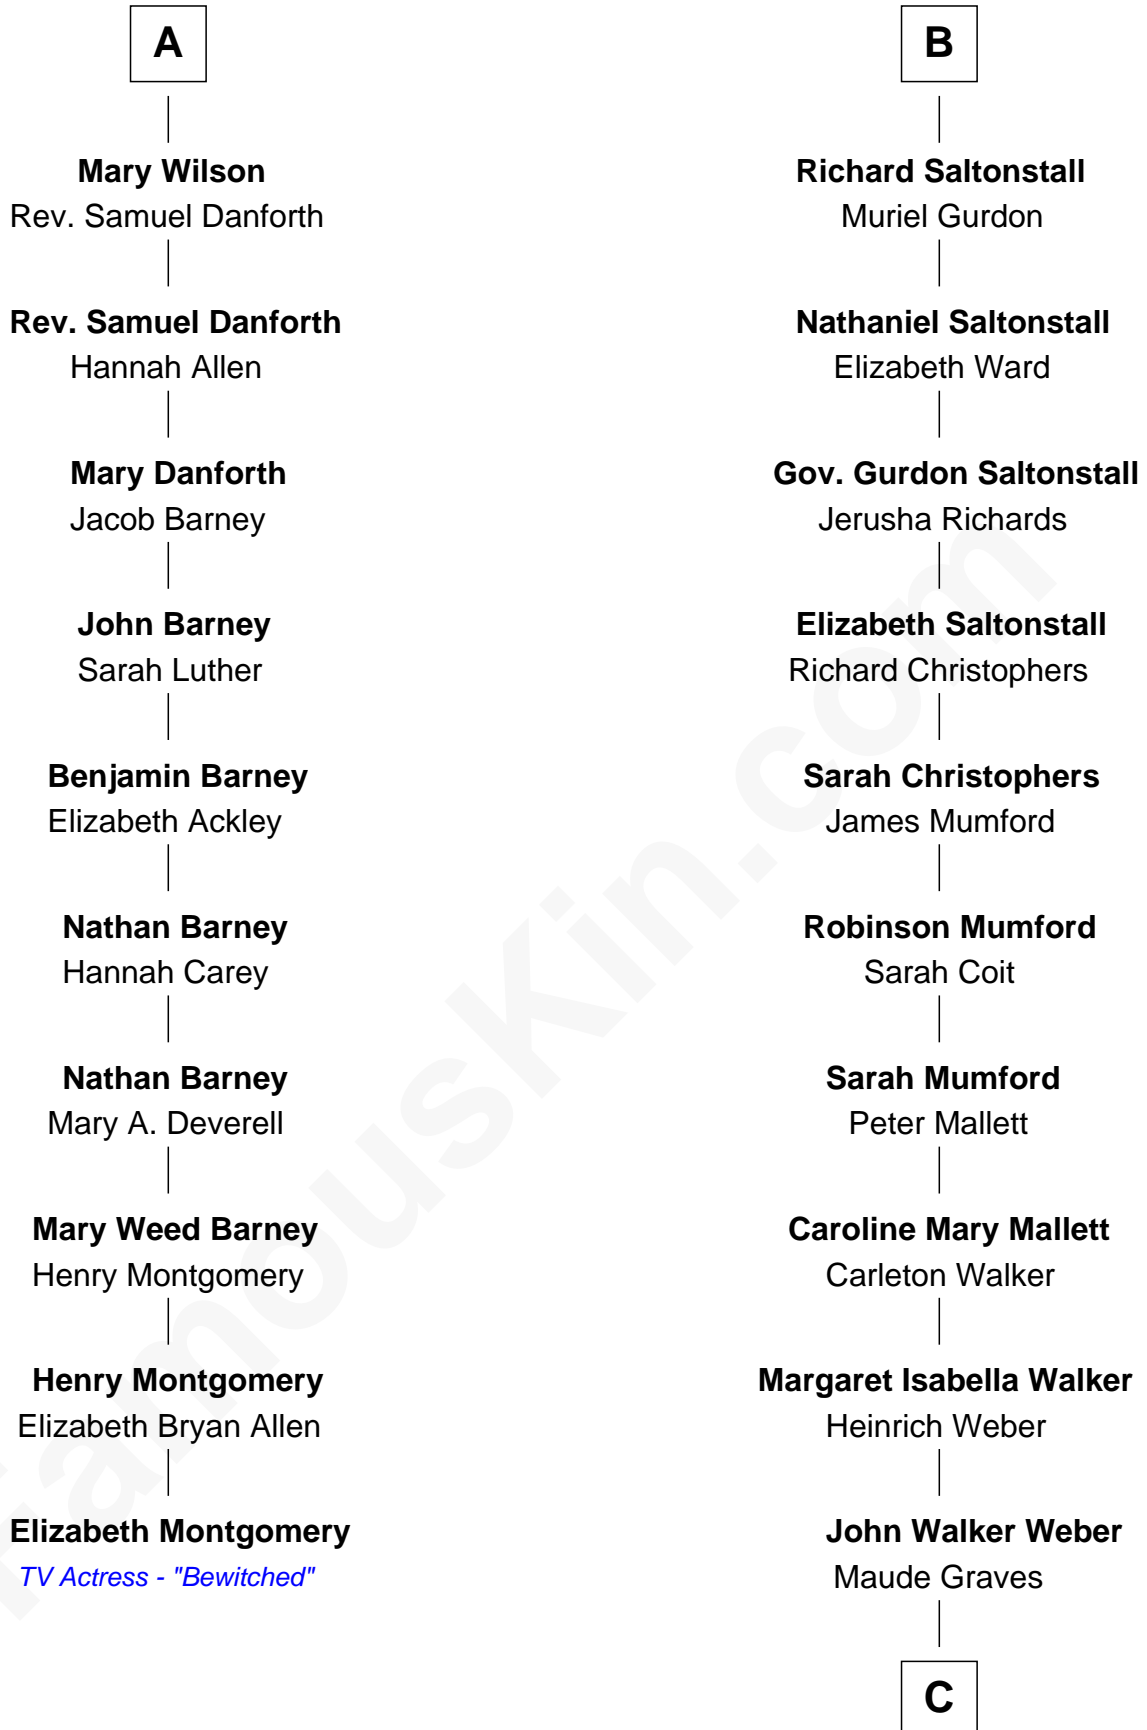 A
Mary Wilson
Rev. Samuel Danforth
Rev. Samuel Danforth
Hannah Allen
Mary Danforth
Jacob Barney
John Barney
Sarah Luther
Benjamin Barney
Elizabeth Ackley
Nathan Barney
Hannah Carey
Nathan Barney
Mary A. Deverell
Mary Weed Barney
Henry Montgomery
Henry Montgomery
Elizabeth Bryan Allen
Elizabeth Montgomery
TV Actress - "Bewitched"
B
Richard Saltonstall
Muriel Gurdon
Nathaniel Saltonstall
Elizabeth Ward
Gov. Gurdon Saltonstall
Jerusha Richards
Elizabeth Saltonstall
Richard Christophers
Sarah Christophers
James Mumford
Robinson Mumford
Sarah Coit
Sarah Mumford
Peter Mallett
Caroline Mary Mallett
Carleton Walker
Margaret Isabella Walker
Heinrich Weber
John Walker Weber
Maude Graves
C
FamousKin.com